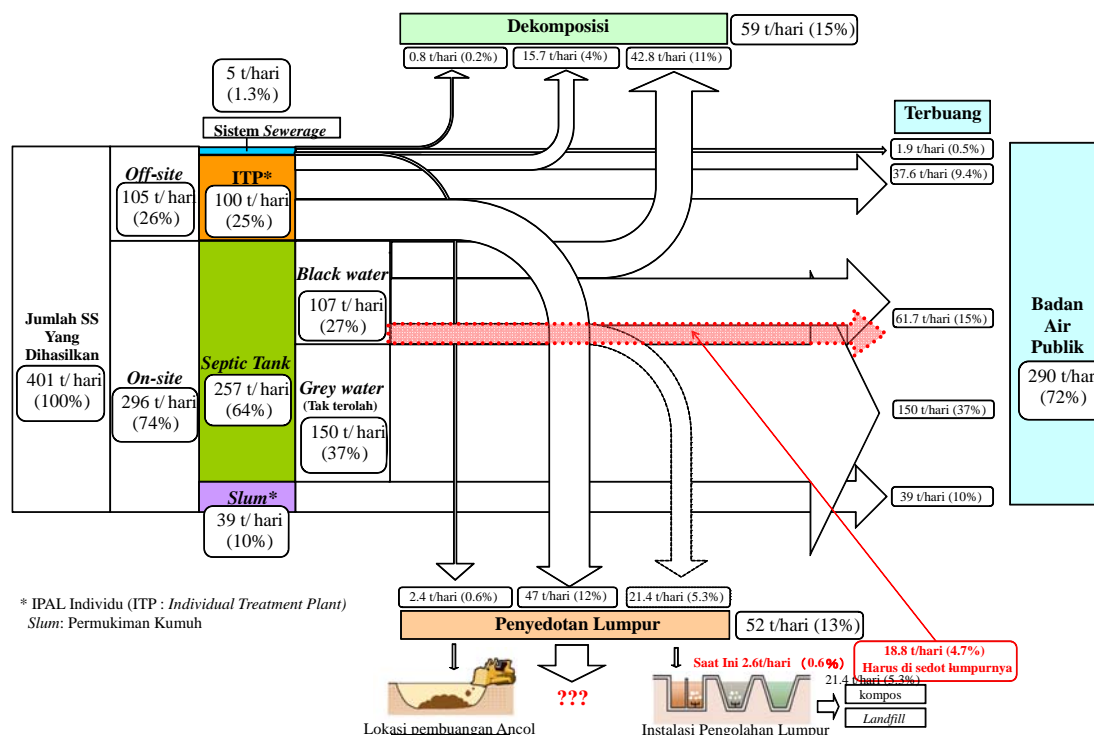 Dekomposisi
59 t/hari (15%)
0.8 t/hari (0.2%)
15.7 t/hari (4%)
42.8 t/hari (11%)
5 t/hari
(1.3%)
Sistem Sewerage
Terbuang
1.9 t/hari (0.5%)
37.6 t/hari (9.4%)
Off-site
105 t/ hari
(26%)
ITP*
100 t/ hari
(25%)
Black water
107 t/ hari
(27%)
61.7 t/hari (15%)
Jumlah SS
Yang
Dihasilkan
401 t/ hari
(100%)
On-site
296 t/ hari
(74%)
Septic Tank
257 t/ hari
(64%)
Grey water
(Tak terolah)
150 t/ hari
(37%)
150 t/hari (37%)
Badan
Air
Publik
290 t/hari
(72%)
Slum*
39 t/ hari
(10%)
39 t/hari (10%)
* IPAL Individu (ITP : Individual Treatment Plant)
Slum: Permukiman Kumuh
2.4 t/hari (0.6%)
47 t/hari (12%)
21.4 t/hari (5.3%)
Penyedotan Lumpur
52 t/hari (13%)
18.8 t/hari (4.7%)
Harus di sedot lumpurnya
Saat Ini 2.6t/hari （0.6%）
21.4 t/hari (5.3%)
???
kompos
Landfill
Lokasi pembuangan Ancol
Instalasi Pengolahan Lumpur